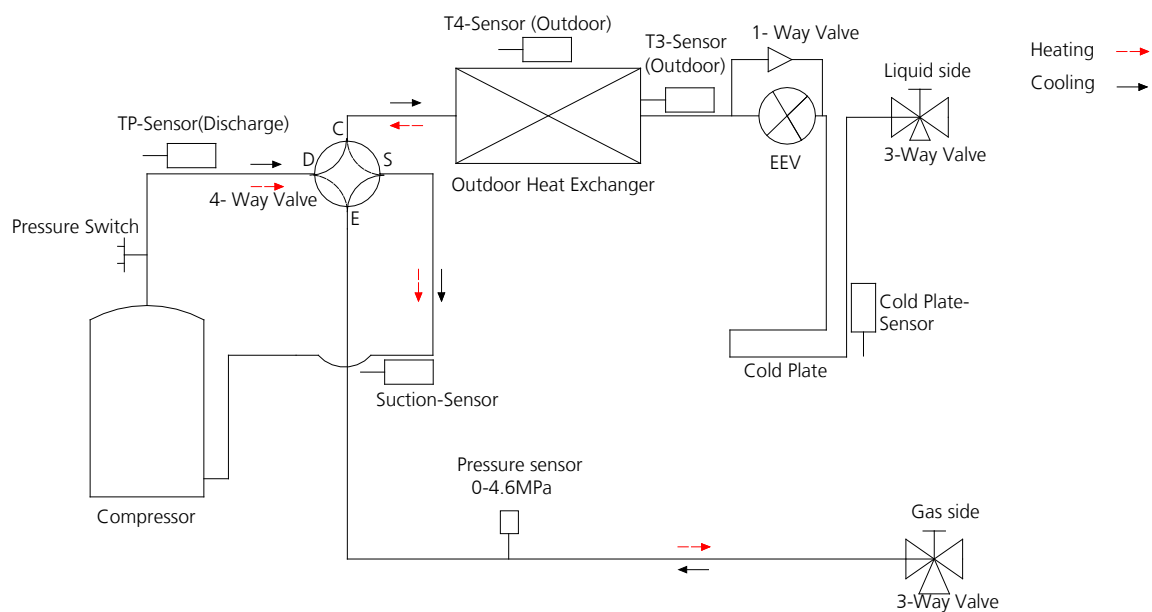 T4-Sensor (Outdoor)
1- Way Valve
T3-Sensor
(Outdoor)
Heating
Liquid side
Cooling
TP-Sensor(Discharge)
C
D
S
3-Way Valve
EEV
Outdoor Heat Exchanger
4- Way Valve
E
Pressure Switch
Cold Plate-
Sensor
Cold Plate
Suction-Sensor
Pressure sensor
0-4.6MPa
Compressor
Gas side
3-Way Valve